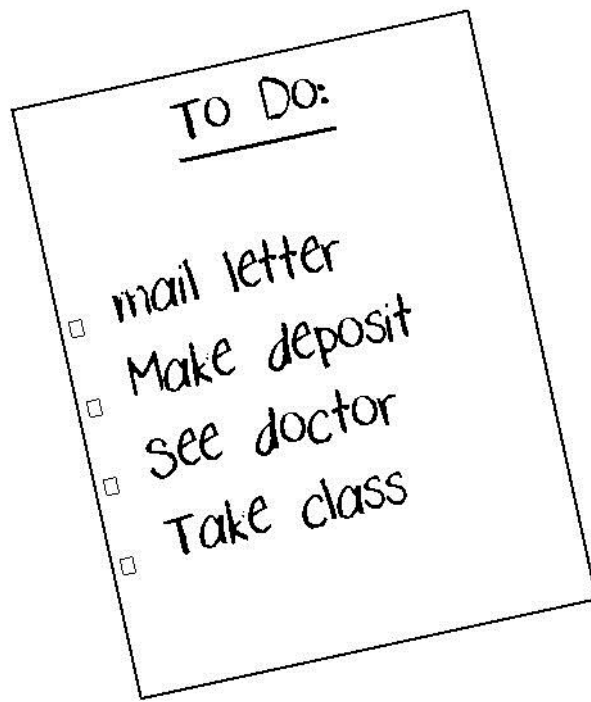 To Do:
mail letter
Make deposit
see doctor
Take class